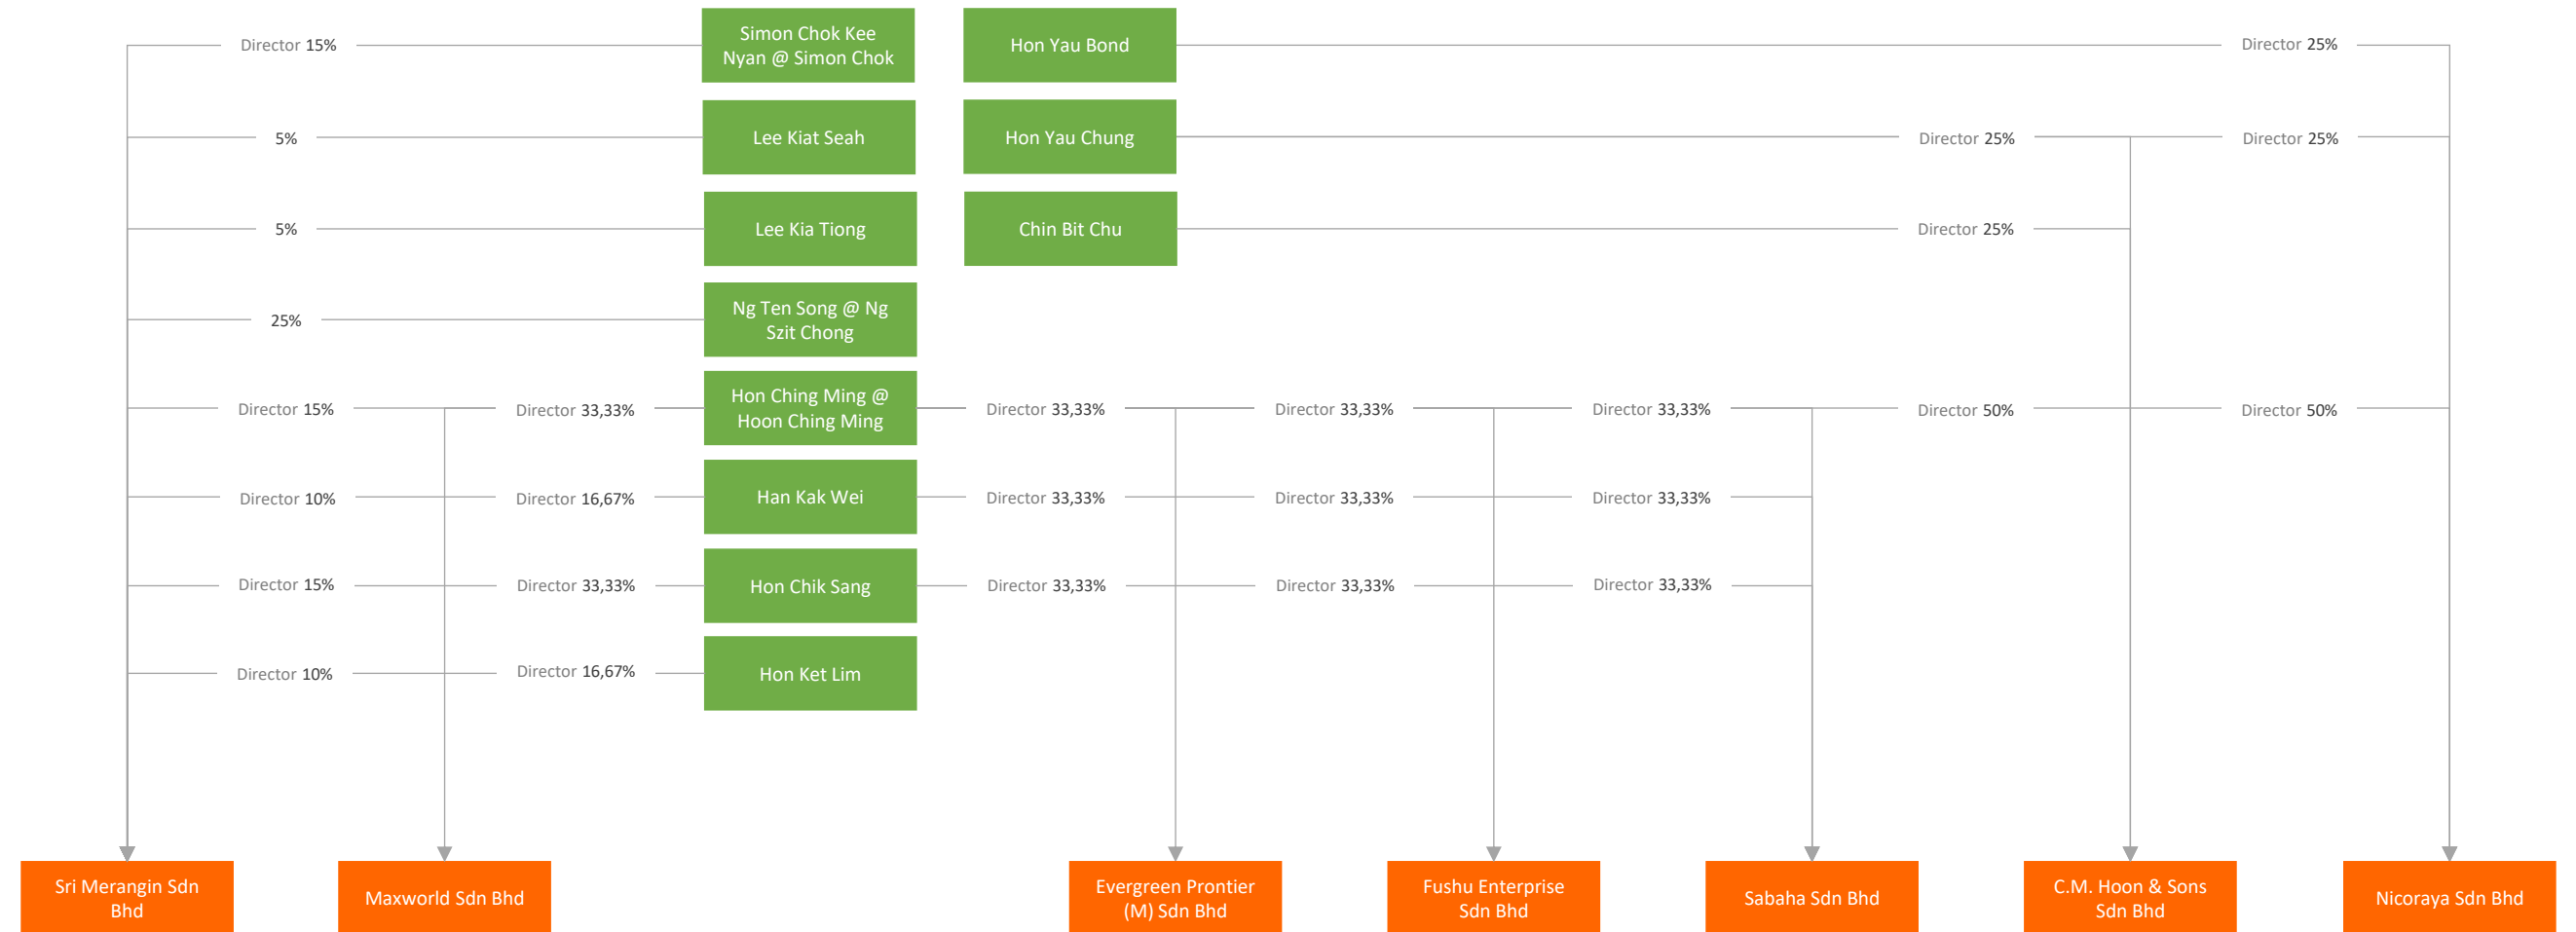 Director 15%
Simon Chok Kee
Nyan @ Simon Chok
Hon Yau Bond
Director 25%
5%
Lee Kiat Seah
Hon Yau Chung
Director 25%
Director 25%
5%
Lee Kia Tiong
Chin Bit Chu
Director 25%
25%
Ng Ten Song @ Ng
Szit Chong
Director 15%
Director 33,33%
Hon Ching Ming @
Hoon Ching Ming
Director 33,33%
Director 33,33%
Director 33,33%
Director 50%
Director 50%
Director 10%
Director 16,67%
Han Kak Wei
Director 33,33%
Director 33,33%
Director 33,33%
Director 15%
Director 33,33%
Hon Chik Sang
Director 33,33%
Director 33,33%
Director 33,33%
Director 10%
Director 16,67%
Hon Ket Lim
Sri Merangin Sdn
Bhd
Maxworld Sdn Bhd
Evergreen Prontier
(M) Sdn Bhd
Fushu Enterprise
Sdn Bhd
Sabaha Sdn Bhd
C.M. Hoon & Sons
Sdn Bhd
Nicoraya Sdn Bhd